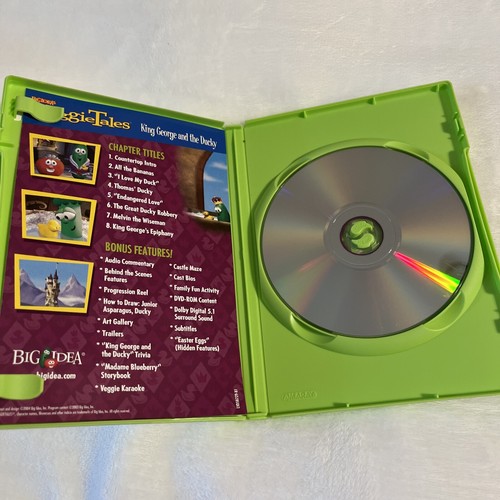 VeggieTales
King George and the Ducky
CHAPTER TITLES
1. Countertop Intro
2. All the Bananas
3. "I Love My Duck"
4. Thomas' Ducky
5. "Endangered Love"
6. The Great Ducky Robbery
7. Melvin the Wiseman
8. King George's Epiphany
BONUS FEATURES!
* Audio Commentary
* Behind the Scenes
Features
* Progression Reel
* How to Draw: Junior
Asparagus, Ducky
* Art Gallery
* Trailers
* "King George and
the Ducky" Trivia
* "Madame Blueberry"
Storybook
* Veggie Karaoke
* Castle Maze
* Cast Bios
* Family Fun Activity
* DVD-ROM Content
* Dolby Digital 5.1
Surround Sound
* Subtitles
* "Easter Eggs"
(Hidden Features)
BIG IDEA
bigidea.com